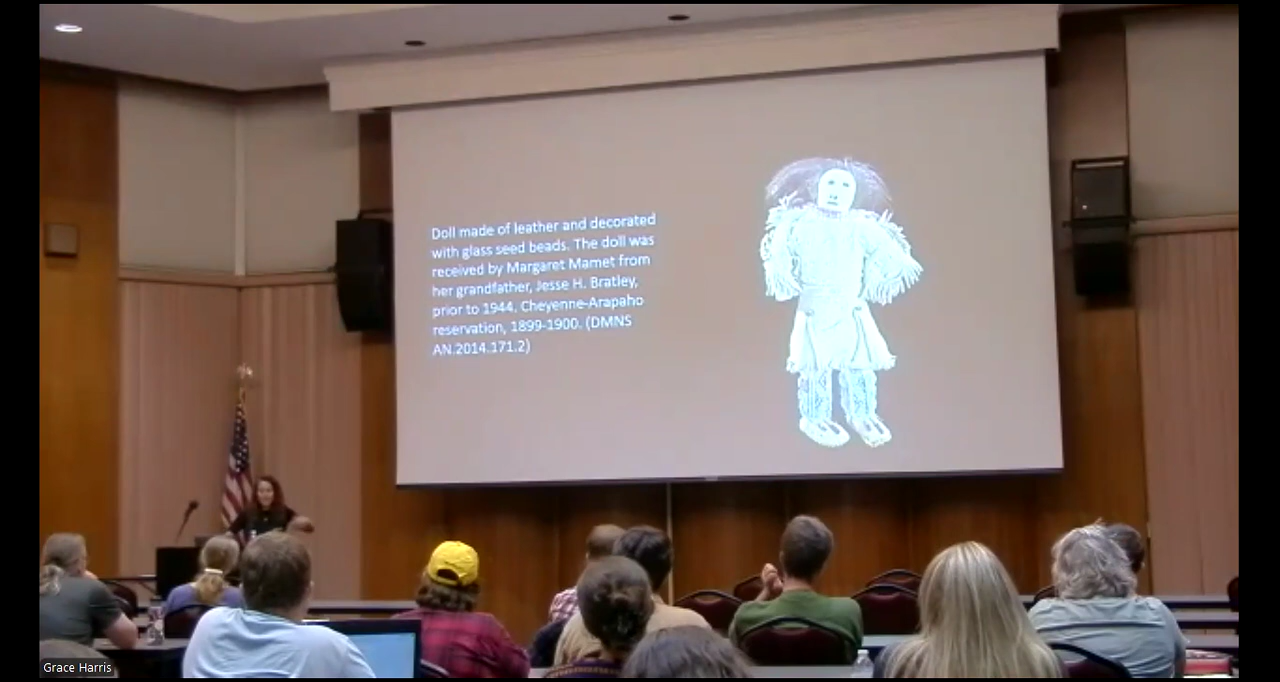 Doll made of leather and decorated
with glass seed beads. The doll was
received by Margaret Mamet from
her grandfather, Jesse H. Bratley,
prior to 1944. Cheyenne-Arapaho
reservation, 1899-1900. (DMNS
AN.2014.171.2)
Grace Harris